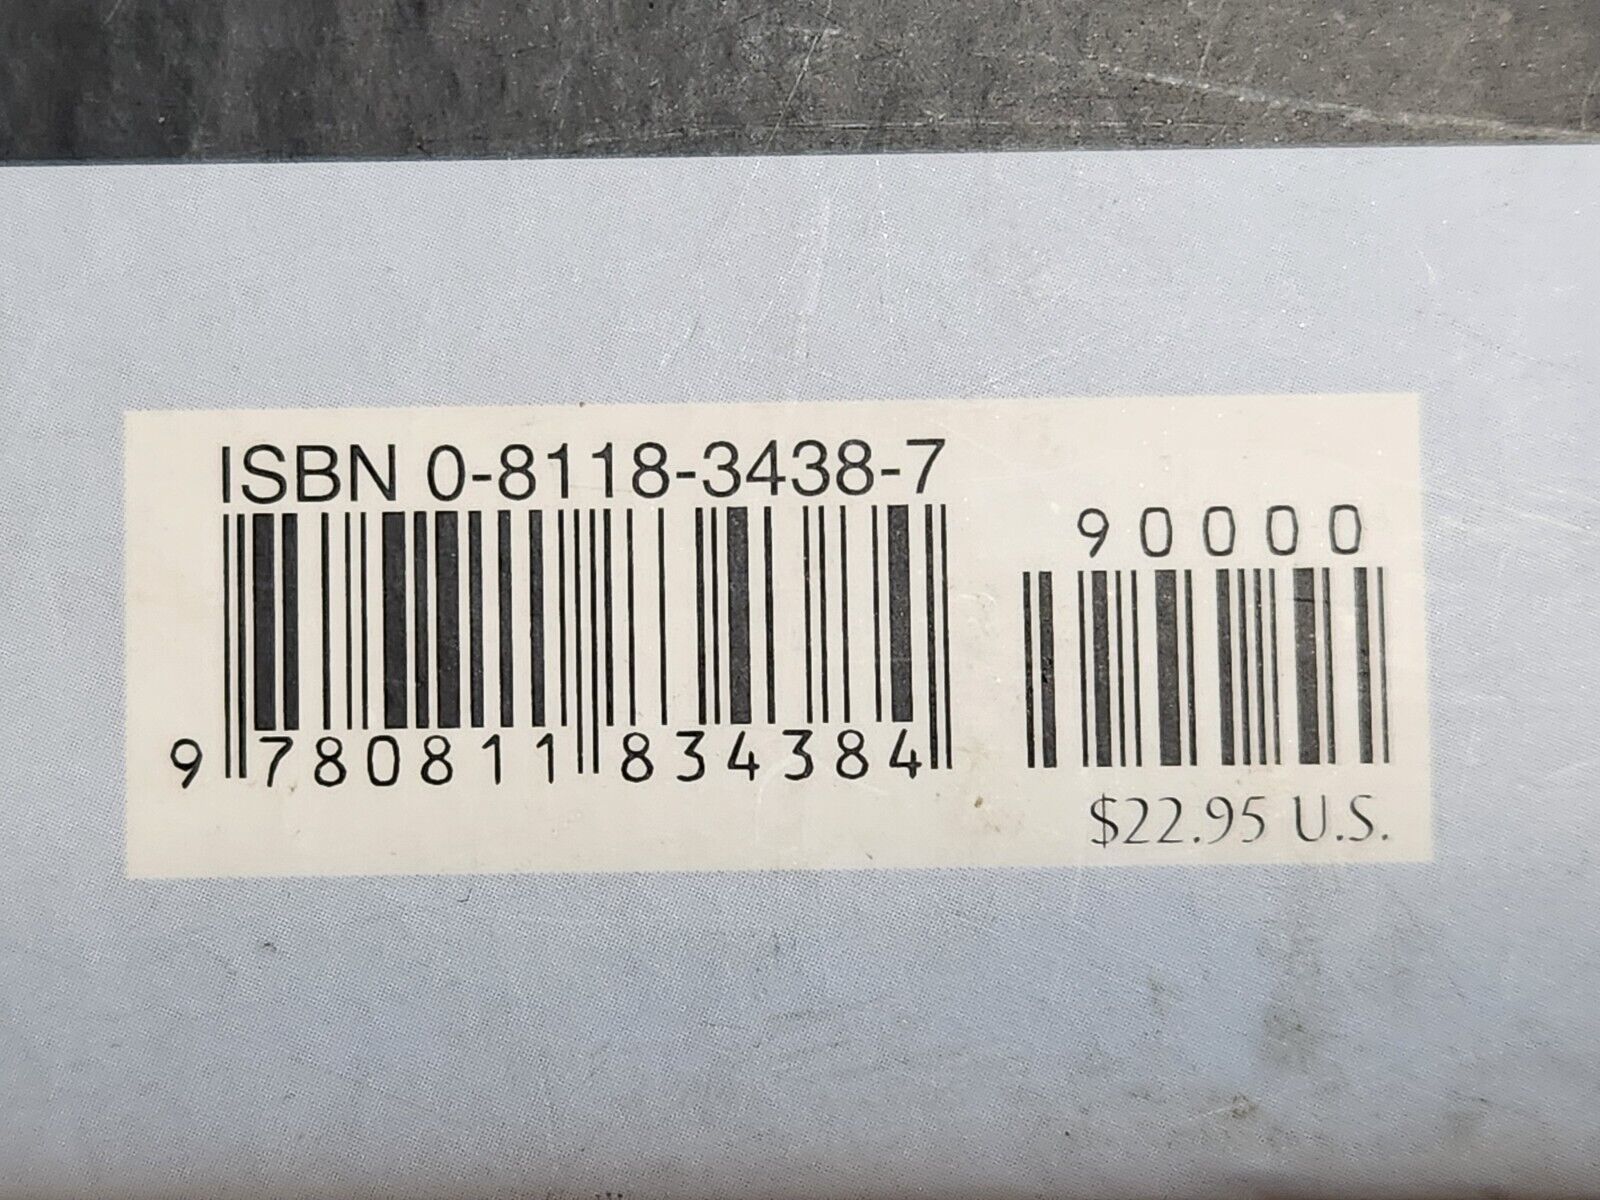 ISBN 0-8118-3438-7
90000
9 780811 834384
$22.95 U.S.